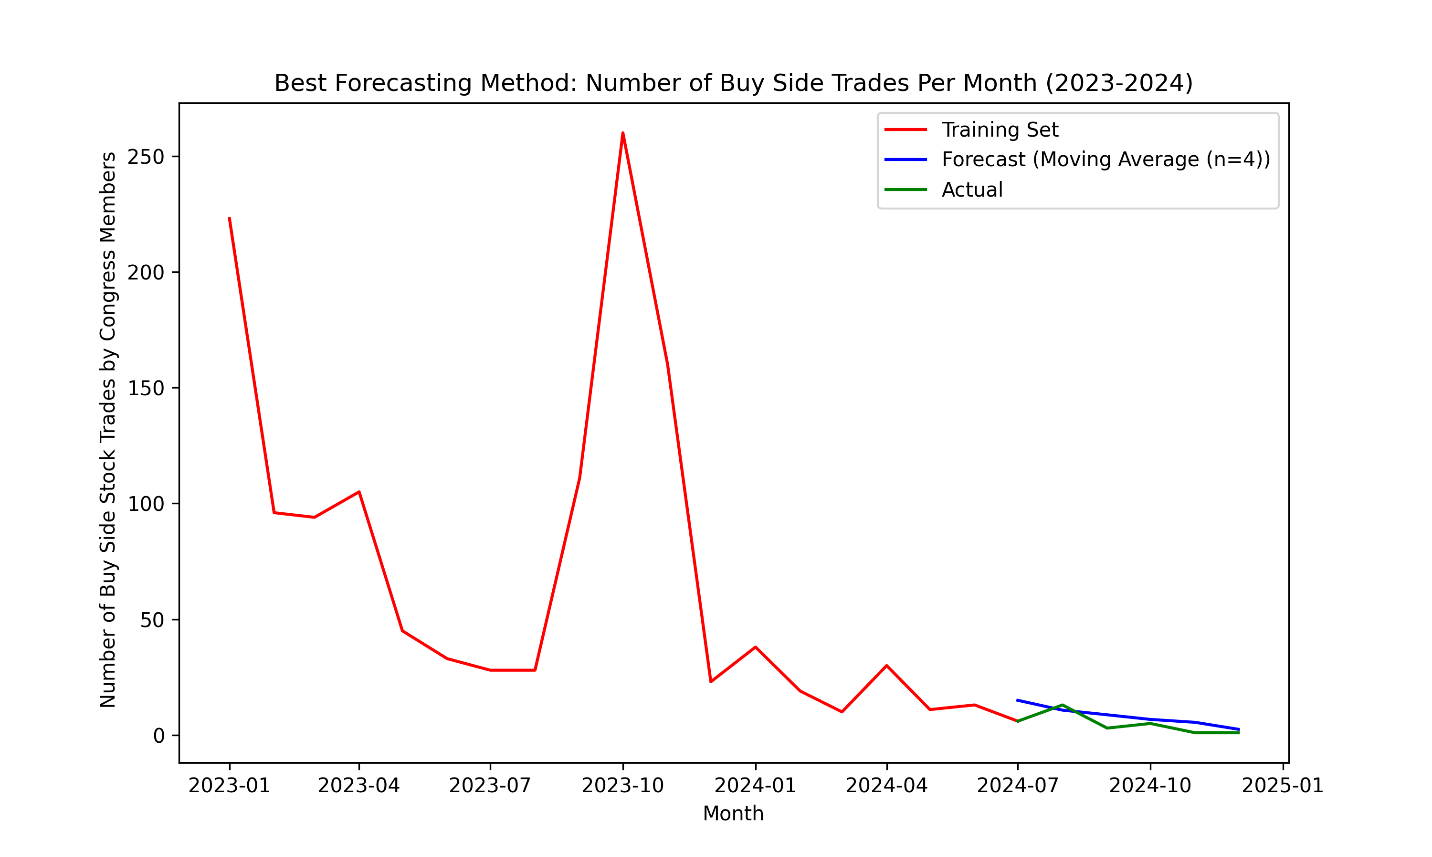 Best Forecasting Method: Number of Buy Side Trades Per Month (2023-2024)
Training Set
Forecast (Moving Average (n=4))
Actual
Number of Buy Side Stock Trades by Congress Members
250
200
150
100
50
0
2023-01 2023-04 2023-07 2023-10 2024-01 2024-04 2024-07 2024-10 2025-01
Month